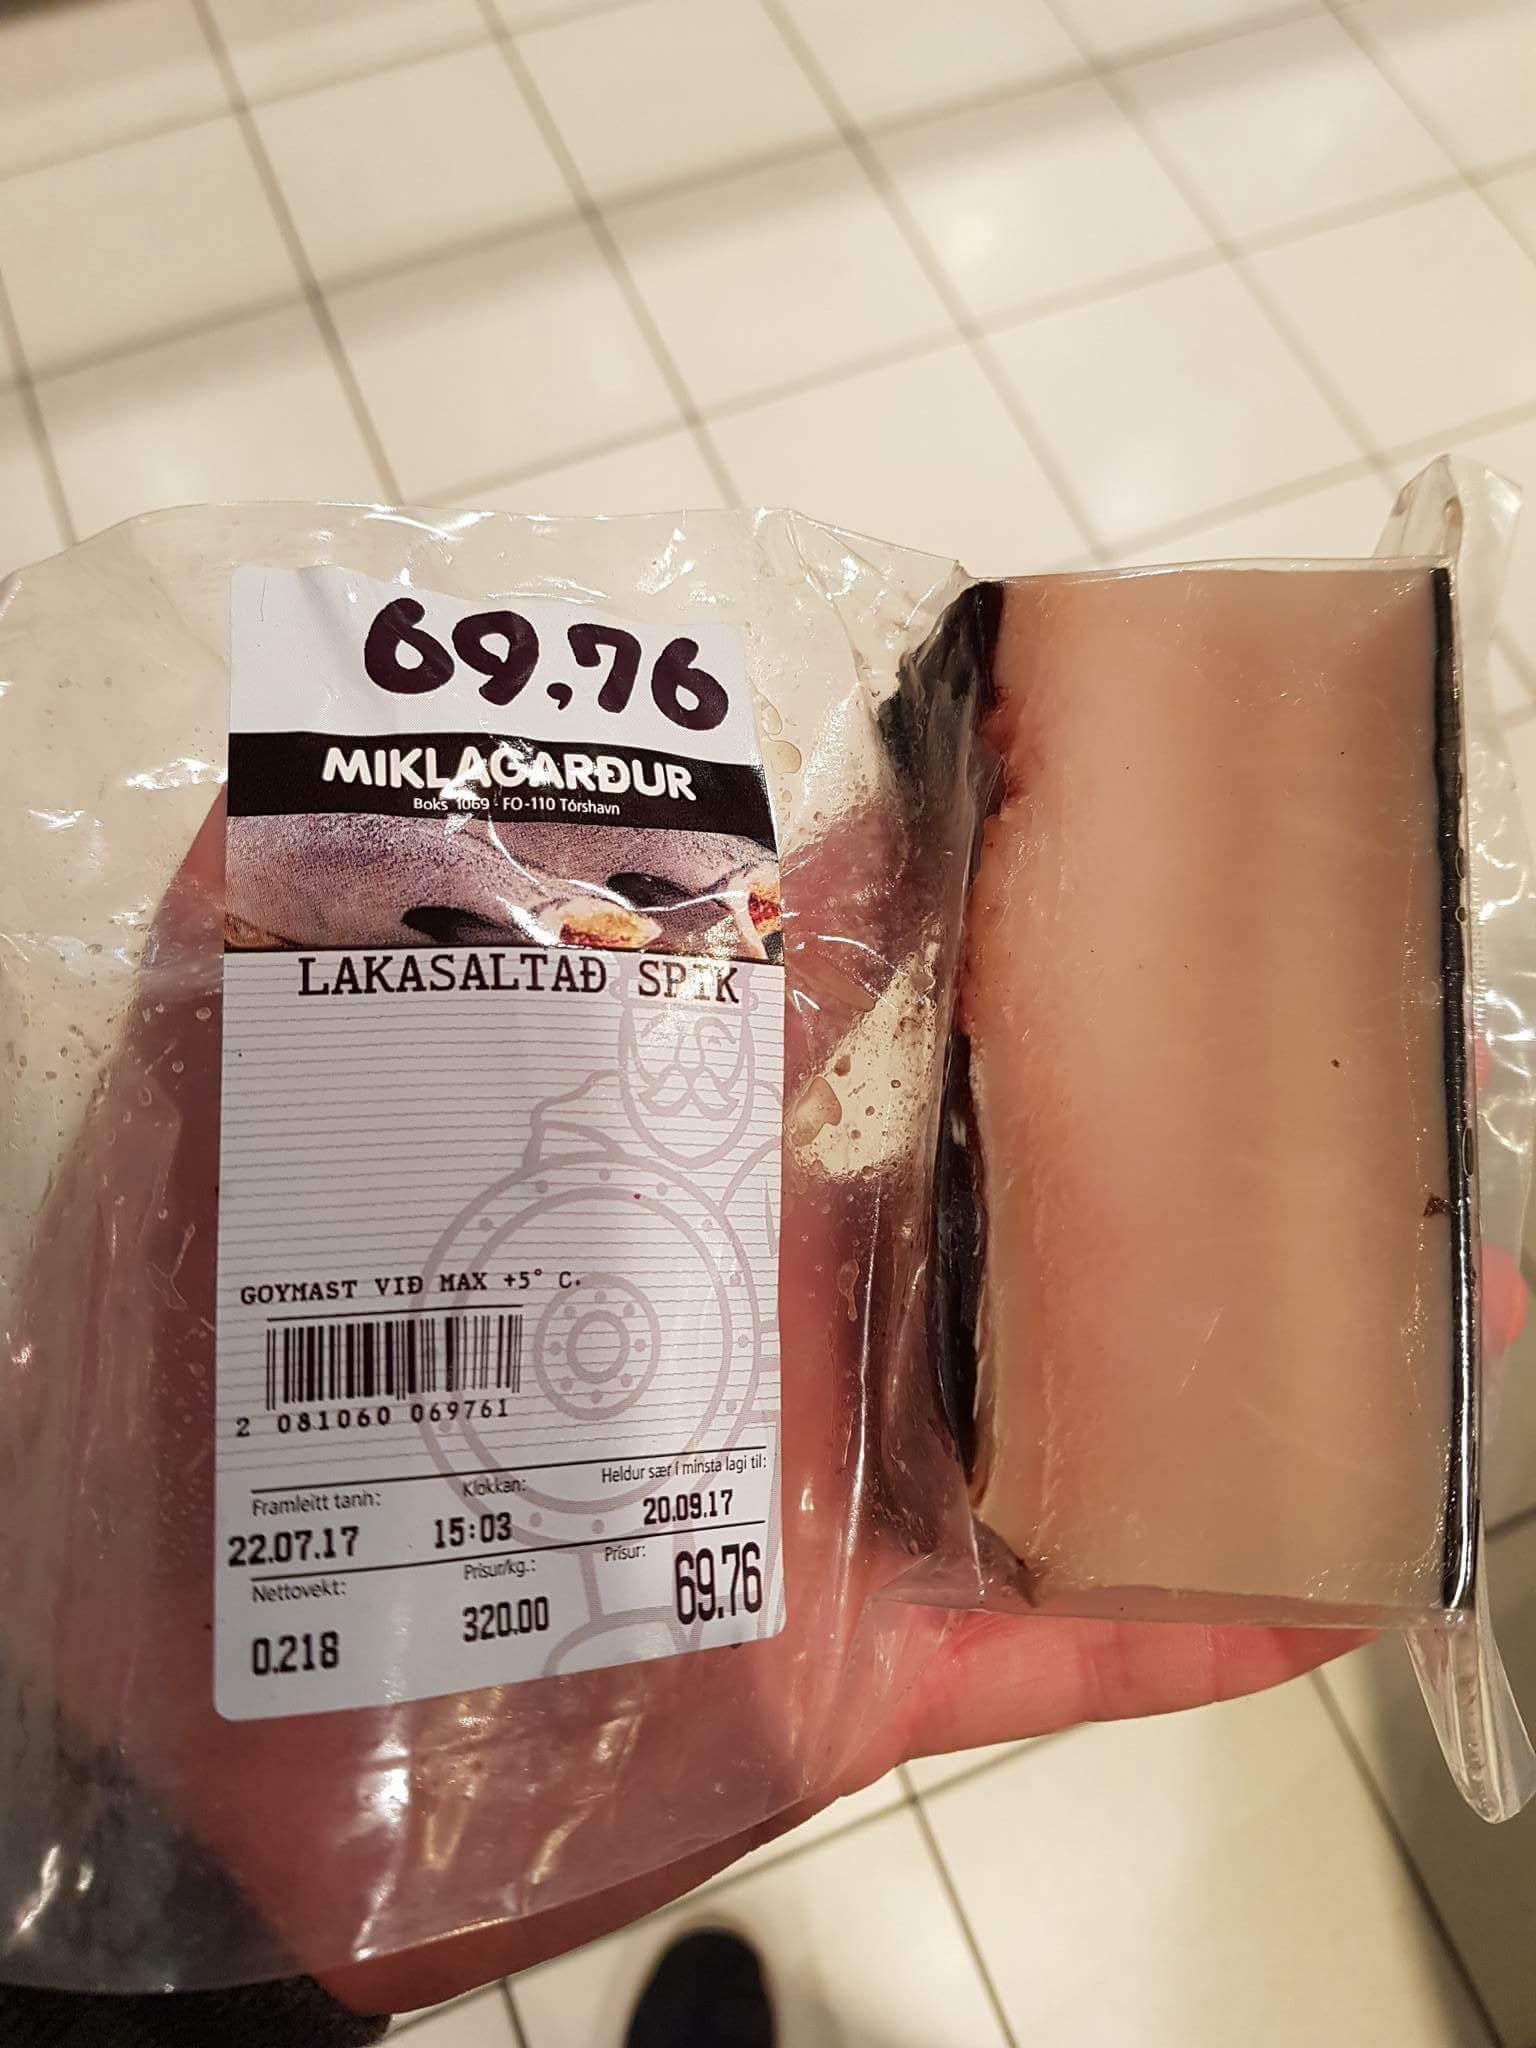 69,76
MIKLAGARÐUR
Boks 1069 - FO-110 Tórshavn
LAKASALTAÐ SPIK
GOYMAST VIÐ MAX +5° C.
2 081060 069761
Framleitt tann: Klokkan: Heldur sær í minsta lagi til:
22.07.17 15:03 20.09.17
Nettovekt: Prísur/kg.: Prísur:
0.218 320.00 69.76